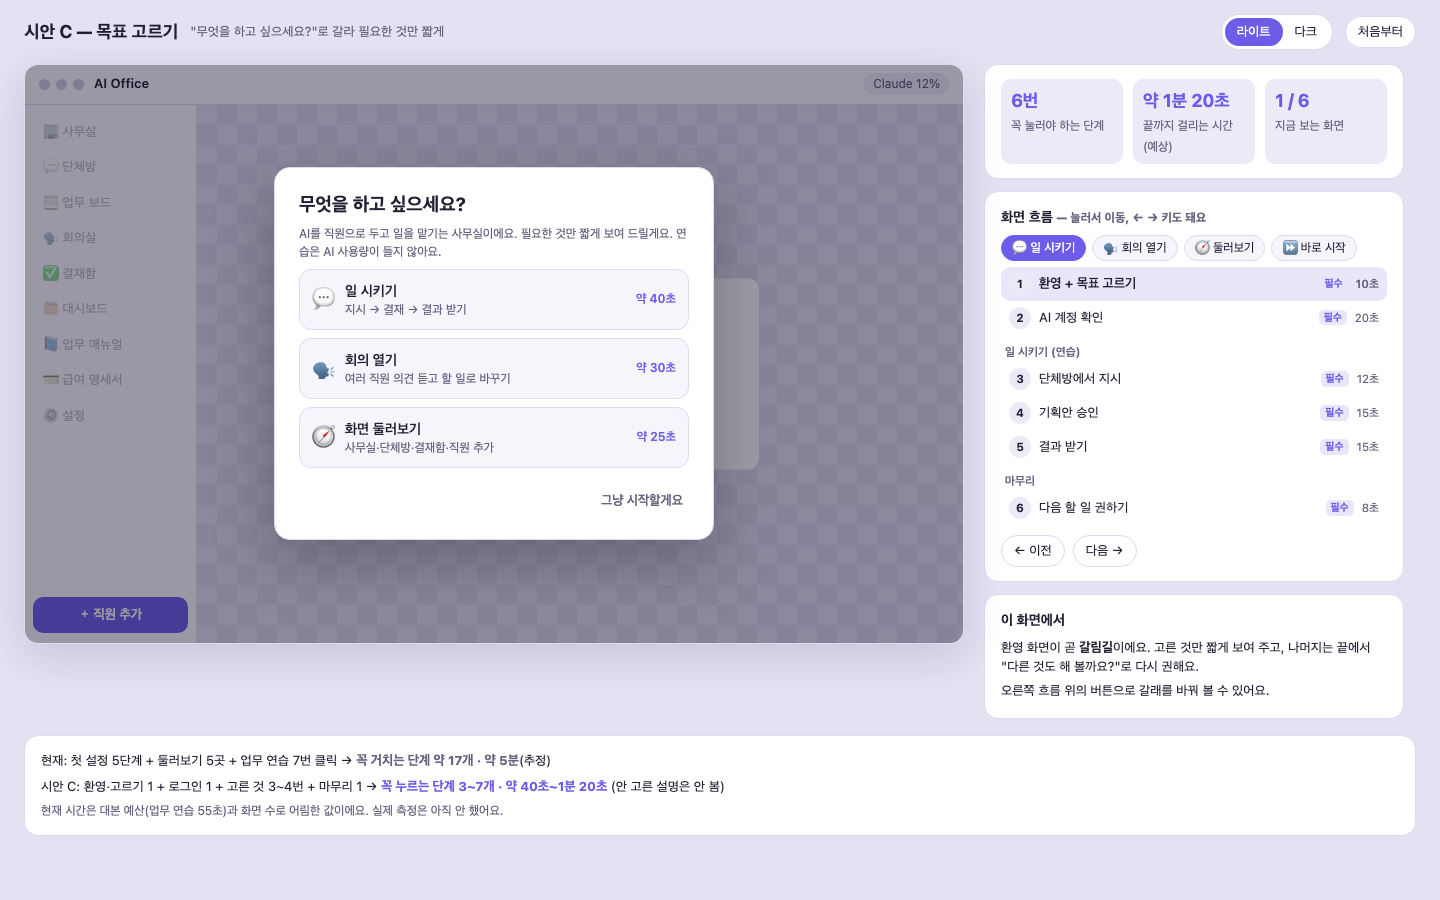 시안 C — 목표 고르기
"무엇을 하고 싶으세요?"로 갈라 필요한 것만 짧게
라이트
다크
처음부터
AI Office
Claude 12%
사무실
단체방
업무 보드
회의실
결재함
대시보드
업무 매뉴얼
급여 명세서
설정
+ 직원 추가
무엇을 하고 싶으세요?
AI를 직원으로 두고 일을 맡기는 사무실이에요. 필요한 것만 짧게 보여 드릴게요. 연
습은 AI 사용량이 들지 않아요.
일 시키기
지시 → 결재 → 결과 받기
약 40초
회의 열기
여러 직원 의견 듣고 할 일로 바꾸기
약 30초
화면 둘러보기
사무실·단체방·결재함·직원 추가
약 25초
그냥 시작할게요
6번
꼭 눌러야 하는 단계
약 1분 20초
끝까지 걸리는 시간
(예상)
1 / 6
지금 보는 화면
화면 흐름 — 눌러서 이동, ← → 키도 돼요
일 시키기
회의 열기
둘러보기
바로 시작
1 환영 + 목표 고르기 필수 10초
2 AI 계정 확인 필수 20초
일 시키기 (연습)
3 단체방에서 지시 필수 12초
4 기획안 승인 필수 15초
5 결과 받기 필수 15초
마무리
6 다음 할 일 권하기 필수 8초
← 이전
다음 →
이 화면에서
환영 화면이 곧 갈림길이에요. 고른 것만 짧게 보여 주고, 나머지는 끝에서
"다른 것도 해 볼까요?"로 다시 권해요.
오른쪽 흐름 위의 버튼으로 갈래를 바꿔 볼 수 있어요.
현재: 첫 설정 5단계 + 둘러보기 5곳 + 업무 연습 7번 클릭 → 꼭 거치는 단계 약 17개 · 약 5분(추정)
시안 C: 환영·고르기 1 + 로그인 1 + 고른 것 3~4번 + 마무리 1 → 꼭 누르는 단계 3~7개 · 약 40초~1분 20초 (안 고른 설명은 안 봄)
현재 시간은 대본 예산(업무 연습 55초)과 화면 수로 어림한 값이에요. 실제 측정은 아직 안 했어요.